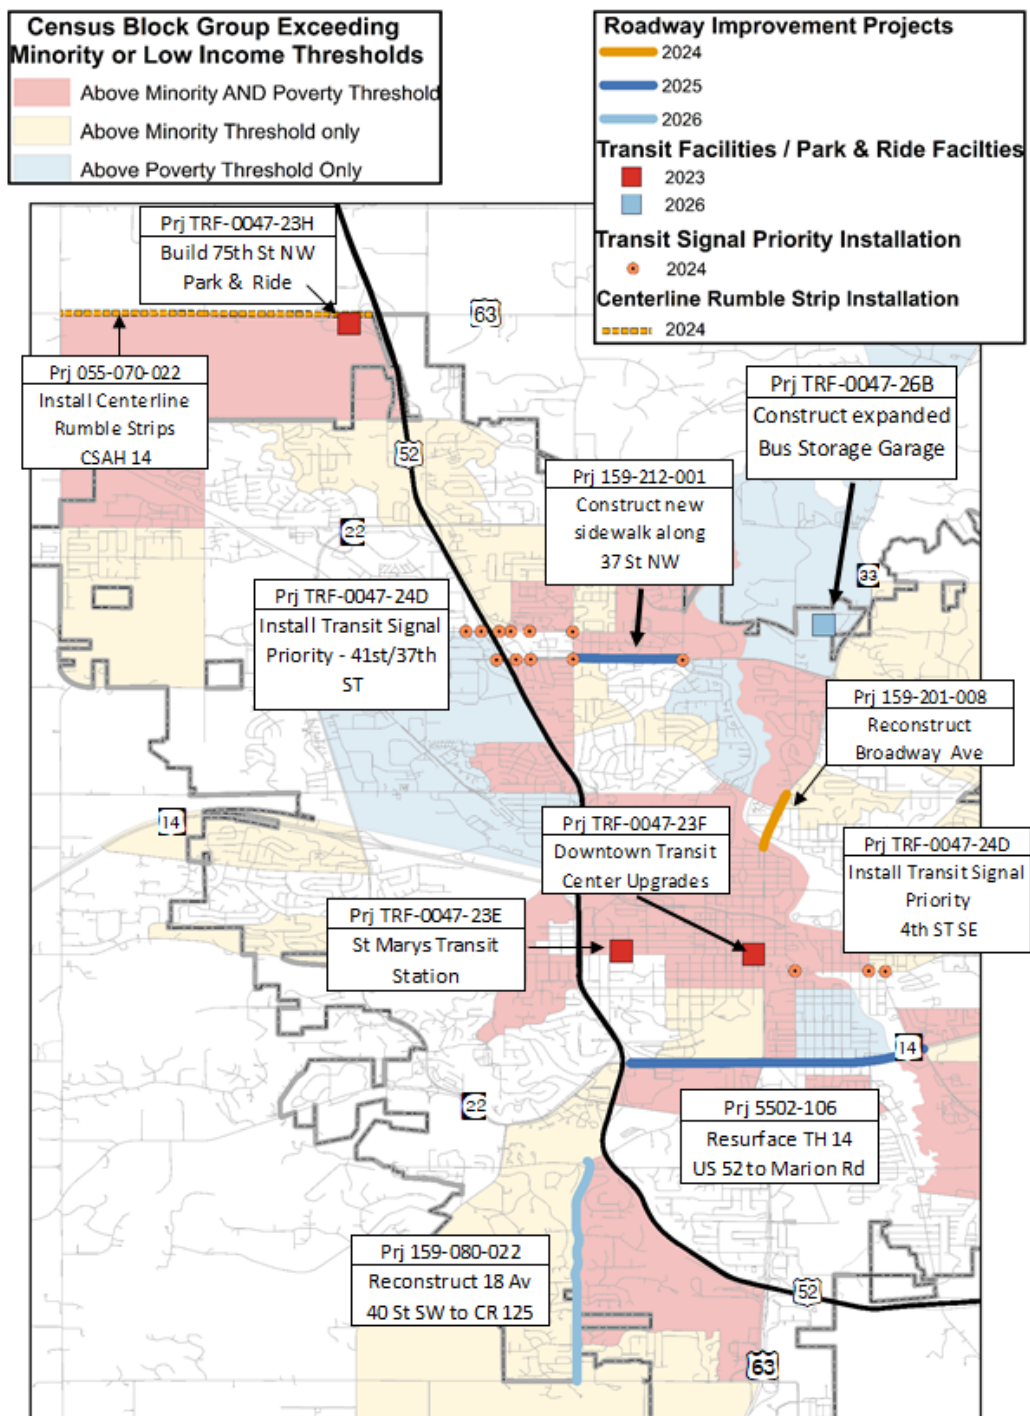 Census Block Group Exceeding
Minority or Low Income Thresholds
Above Minority AND Poverty Threshold
Above Minority Threshold only
Above Poverty Threshold Only
Roadway Improvement Projects
2024
2025
2026
Transit Facilities / Park & Ride Facilties
2023
2026
Transit Signal Priority Installation
2024
Centerline Rumble Strip Installation
2024
Prj TRF-0047-23H
Build 75th St NW
Park & Ride
63
Prj 055-070-022
Install Centerline
Rumble Strips
CSAH 14
Prj TRF-0047-26B
Construct expanded
Bus Storage Garage
52
Prj 159-212-001
Construct new
sidewalk along
37 St NW
22
33
Prj TRF-0047-24D
Install Transit Signal
Priority - 41st/37th
ST
Prj 159-201-008
Reconstruct
Broadway Ave
14
Prj TRF-0047-23F
Downtown Transit
Center Upgrades
Prj TRF-0047-24D
Install Transit Signal
Priority
4th ST SE
Prj TRF-0047-23E
St Marys Transit
Station
14
22
Prj 5502-106
Resurface TH 14
US 52 to Marion Rd
Prj 159-080-022
Reconstruct 18 Av
40 St SW to CR 125
52
63